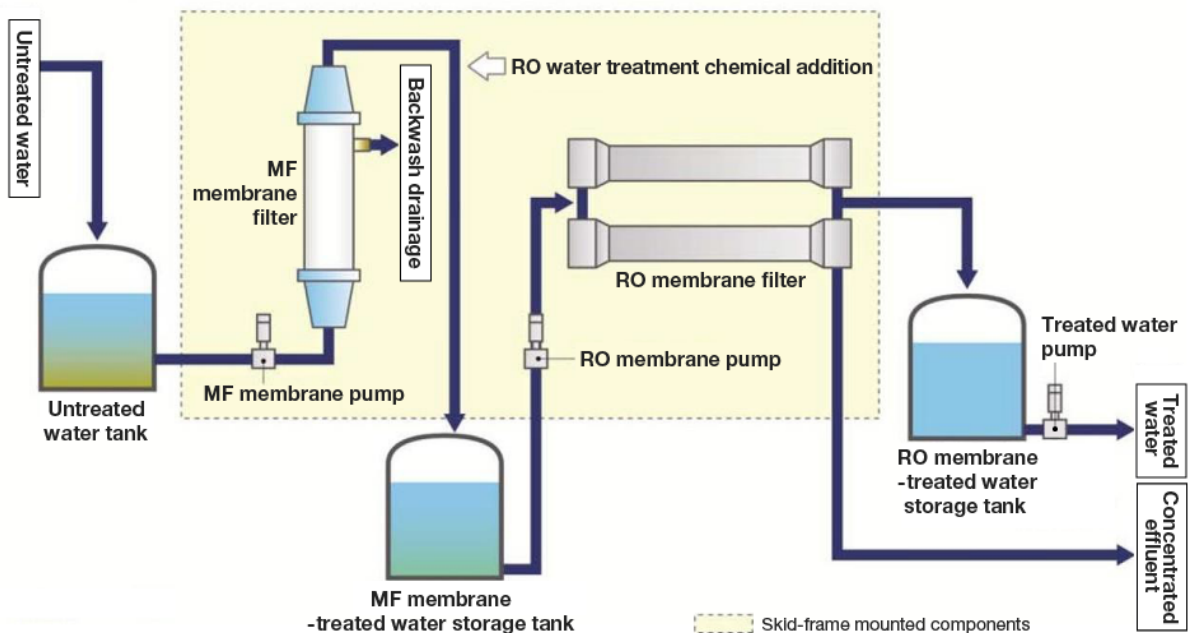 Untreated water
RO water treatment chemical addition
Backwash drainage
MF
membrane
filter
RO membrane filter
Treated water
pump
RO membrane pump
MF membrane pump
Untreated
water tank
Treated
water
RO membrane
-treated water
storage tank
Concentrated
effluent
MF membrane
-treated water storage tank
Skid-frame mounted components